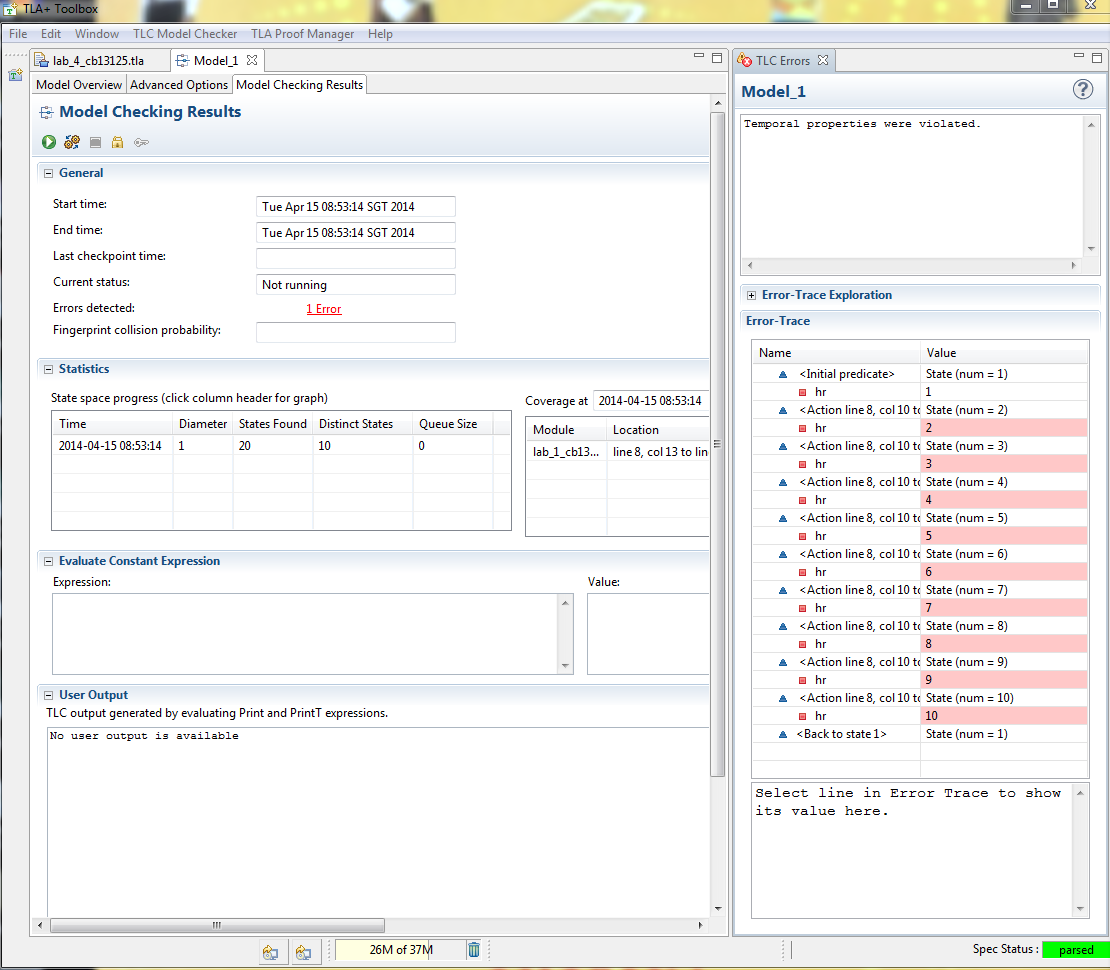 TLA+ Toolbox
File Edit Window TLC Model Checker TLA Proof Manager Help
lab_4_cb13125.tla
Model_1
Model Overview
Advanced Options
Model Checking Results
Model Checking Results
General
Start time: Tue Apr 15 08:53:14 SGT 2014
End time: Tue Apr 15 08:53:14 SGT 2014
Last checkpoint time:
Current status: Not running
Errors detected: 1 Error
Fingerprint collision probability:
Statistics
State space progress (click column header for graph)
Time Diameter States Found Distinct States Queue Size
2014-04-15 08:53:14 1 20 10 0
Coverage at 2014-04-15 08:53:14
Module Location
lab_1_cb13... line 8, col 13 to lin
Evaluate Constant Expression
Expression:
Value:
User Output
TLC output generated by evaluating Print and PrintT expressions.
No user output is available
26M of 37M
TLC Errors
Model_1
Temporal properties were violated.
Error-Trace Exploration
Error-Trace
Name Value
<Initial predicate> State (num = 1)
hr 1
<Action line 8, col 10 to State (num = 2)
hr 2
<Action line 8, col 10 to State (num = 3)
hr 3
<Action line 8, col 10 to State (num = 4)
hr 4
<Action line 8, col 10 to State (num = 5)
hr 5
<Action line 8, col 10 to State (num = 6)
hr 6
<Action line 8, col 10 to State (num = 7)
hr 7
<Action line 8, col 10 to State (num = 8)
hr 8
<Action line 8, col 10 to State (num = 9)
hr 9
<Action line 8, col 10 to State (num = 10)
hr 10
<Back to state 1> State (num = 1)
Select line in Error Trace to show
its value here.
Spec Status : parsed